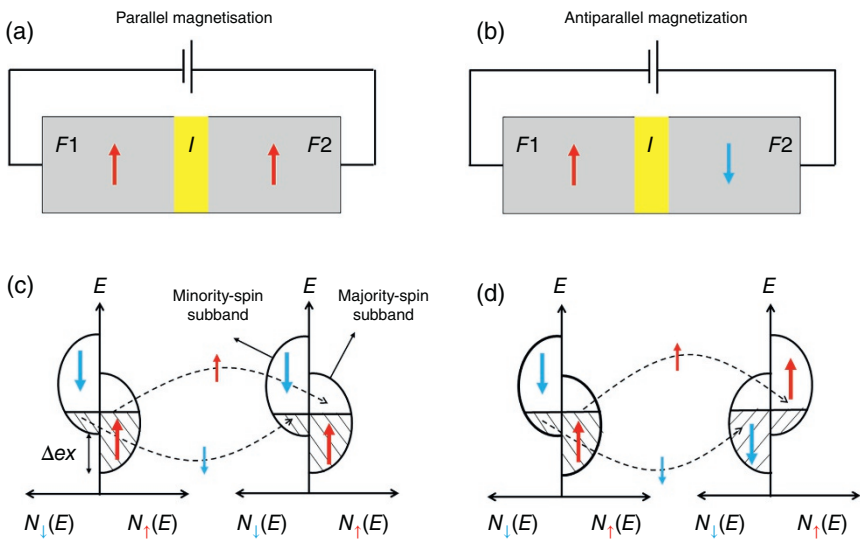 Parallel magnetisation
(a)
F1
I
F2
Antiparallel magnetization
(b)
F1
I
F2
(c)
E
Minority-spin
subband
E
Majority-spin
subband
Δex
N↓(E)
N↑(E)
N↓(E)
N↑(E)
(d)
E
E
N↓(E)
N↑(E)
N↓(E)
N↑(E)